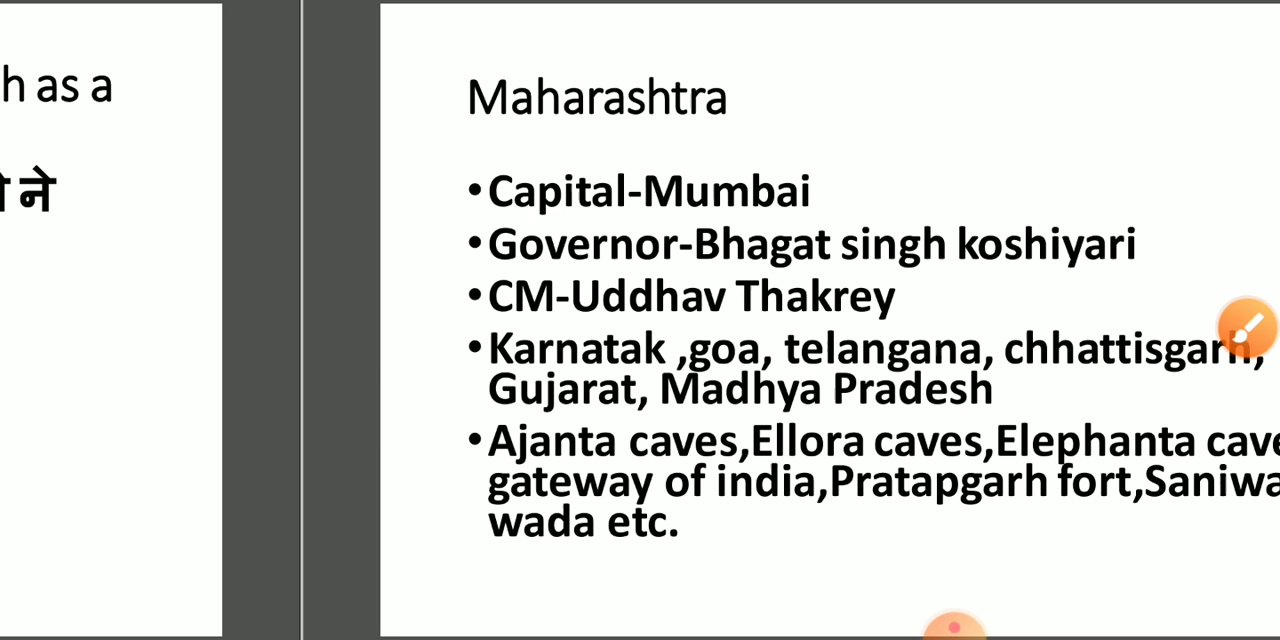 h as a
ने
Maharashtra
•Capital-Mumbai
•Governor-Bhagat singh koshiyari
•CM-Uddhav Thakrey
•Karnatak ,goa, telangana, chhattisgarh,
Gujarat, Madhya Pradesh
•Ajanta caves,Ellora caves,Elephanta cave
gateway of india,Pratapgarh fort,Saniwa
wada etc.